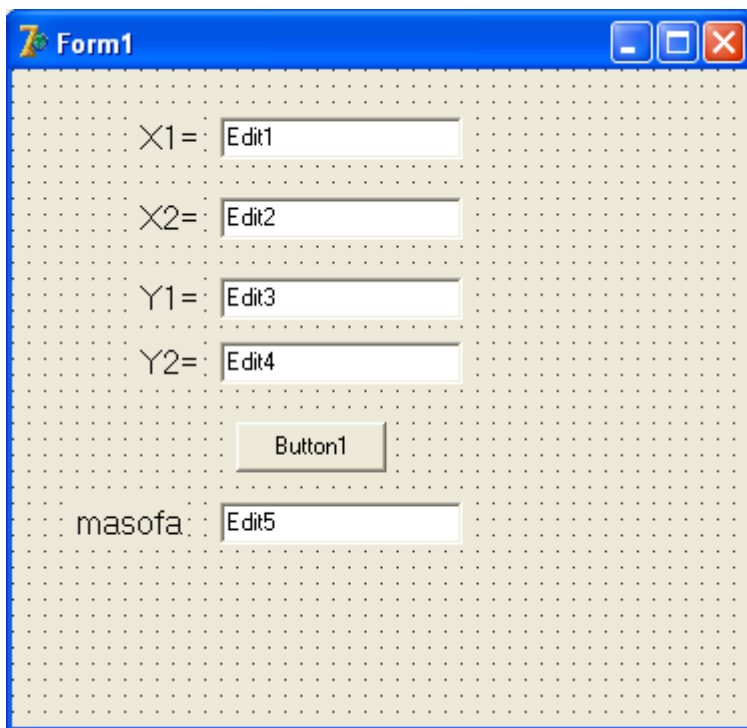 Form1
X1= Edit1
X2= Edit2
Y1= Edit3
Y2= Edit4
Button1
masofa Edit5